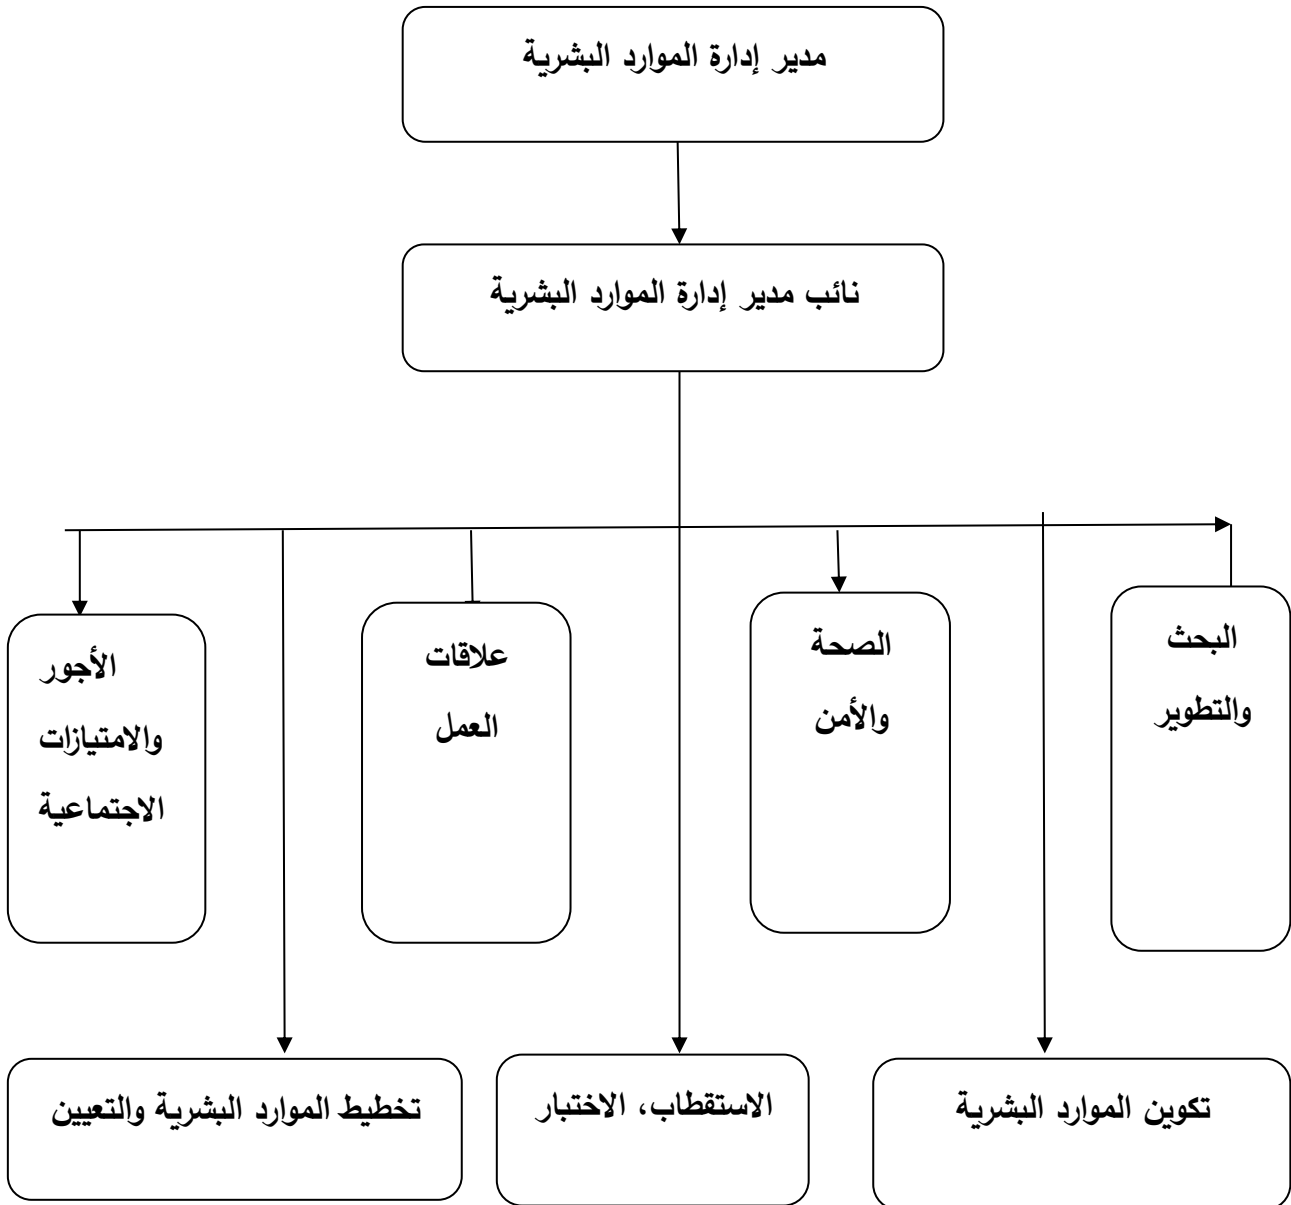 مدير إدارة الموارد البشرية
نائب مدير إدارة الموارد البشرية
البحث
والتطوير
الصحة
والأمن
علاقات
العمل
الأجور
والامتيازات
الاجتماعية
تكوين الموارد البشرية
الاستقطاب، الاختبار
تخطيط الموارد البشرية والتعيين